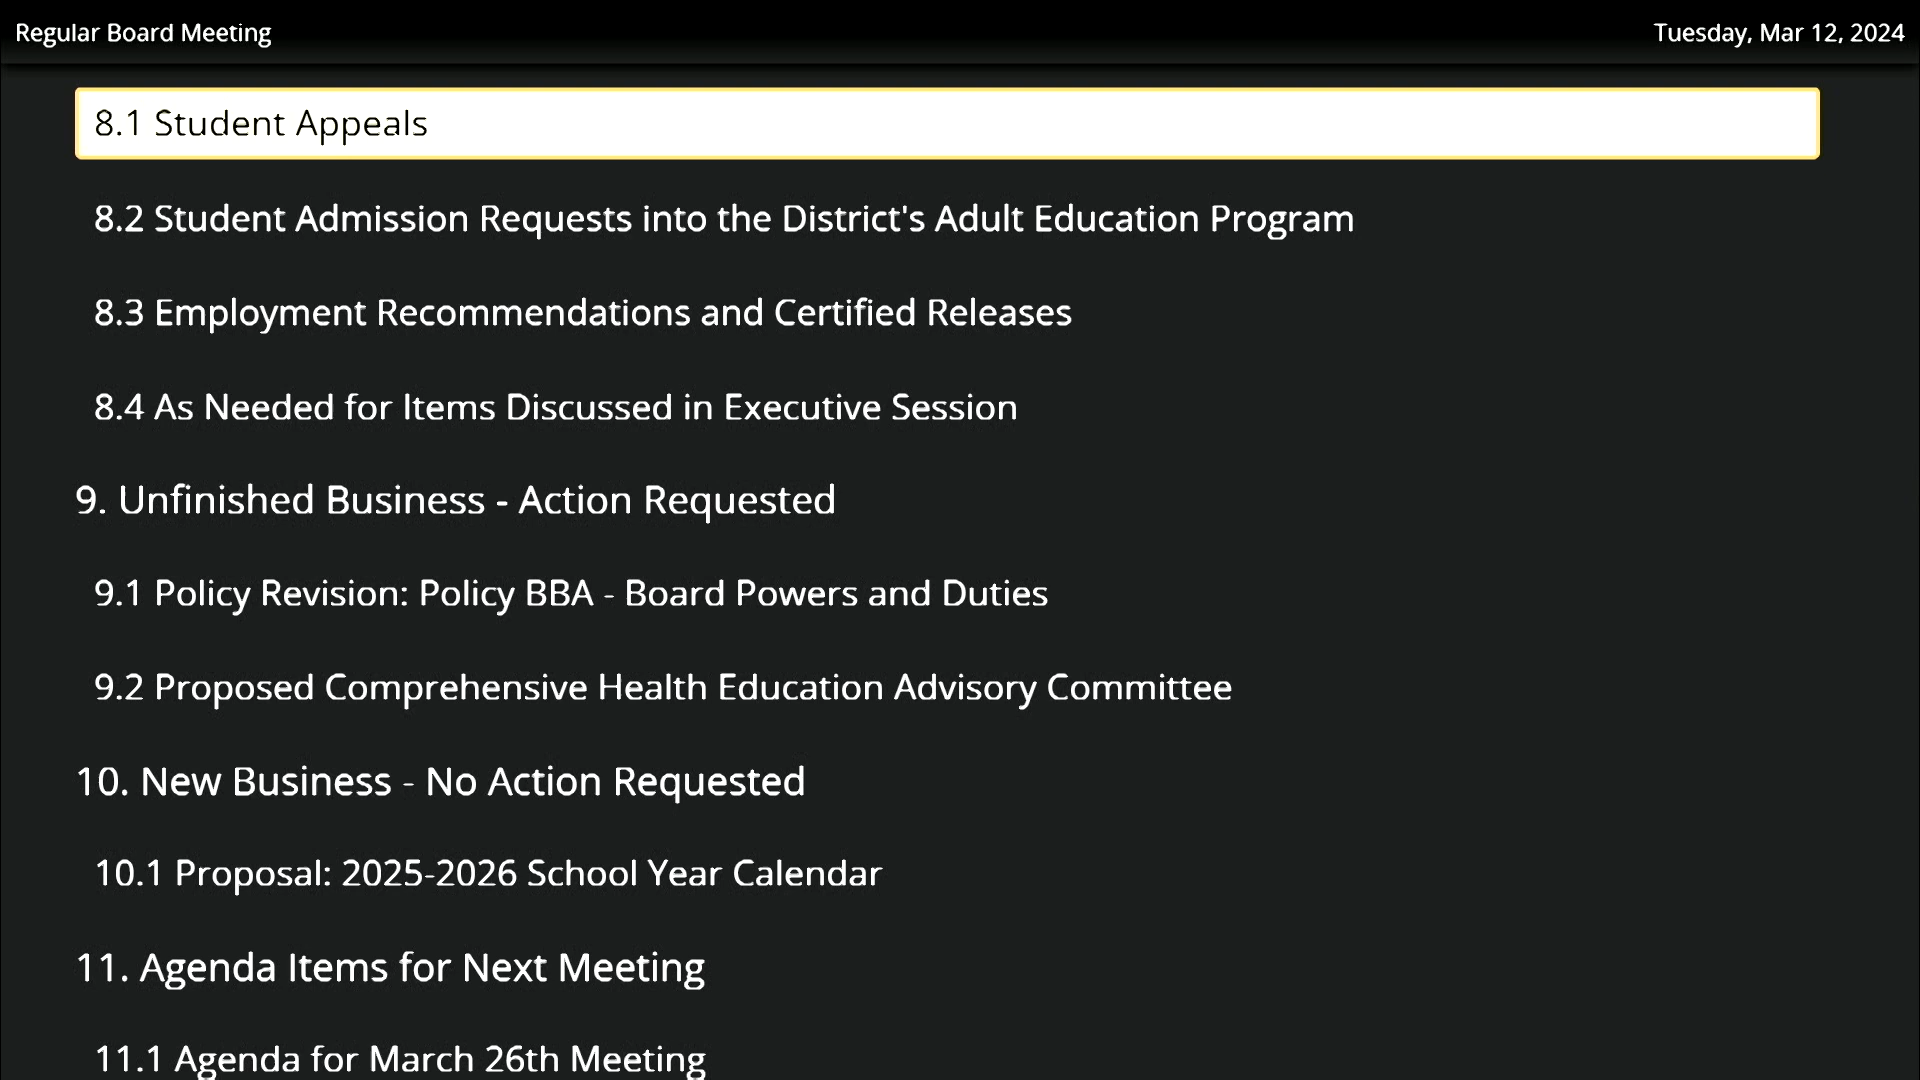 Regular Board Meeting
Tuesday, Mar 12, 2024
8.1 Student Appeals
8.2 Student Admission Requests into the District's Adult Education Program
8.3 Employment Recommendations and Certified Releases
8.4 As Needed for Items Discussed in Executive Session
9. Unfinished Business - Action Requested
9.1 Policy Revision: Policy BBA - Board Powers and Duties
9.2 Proposed Comprehensive Health Education Advisory Committee
10. New Business - No Action Requested
10.1 Proposal: 2025-2026 School Year Calendar
11. Agenda Items for Next Meeting
11.1 Agenda for March 26th Meeting